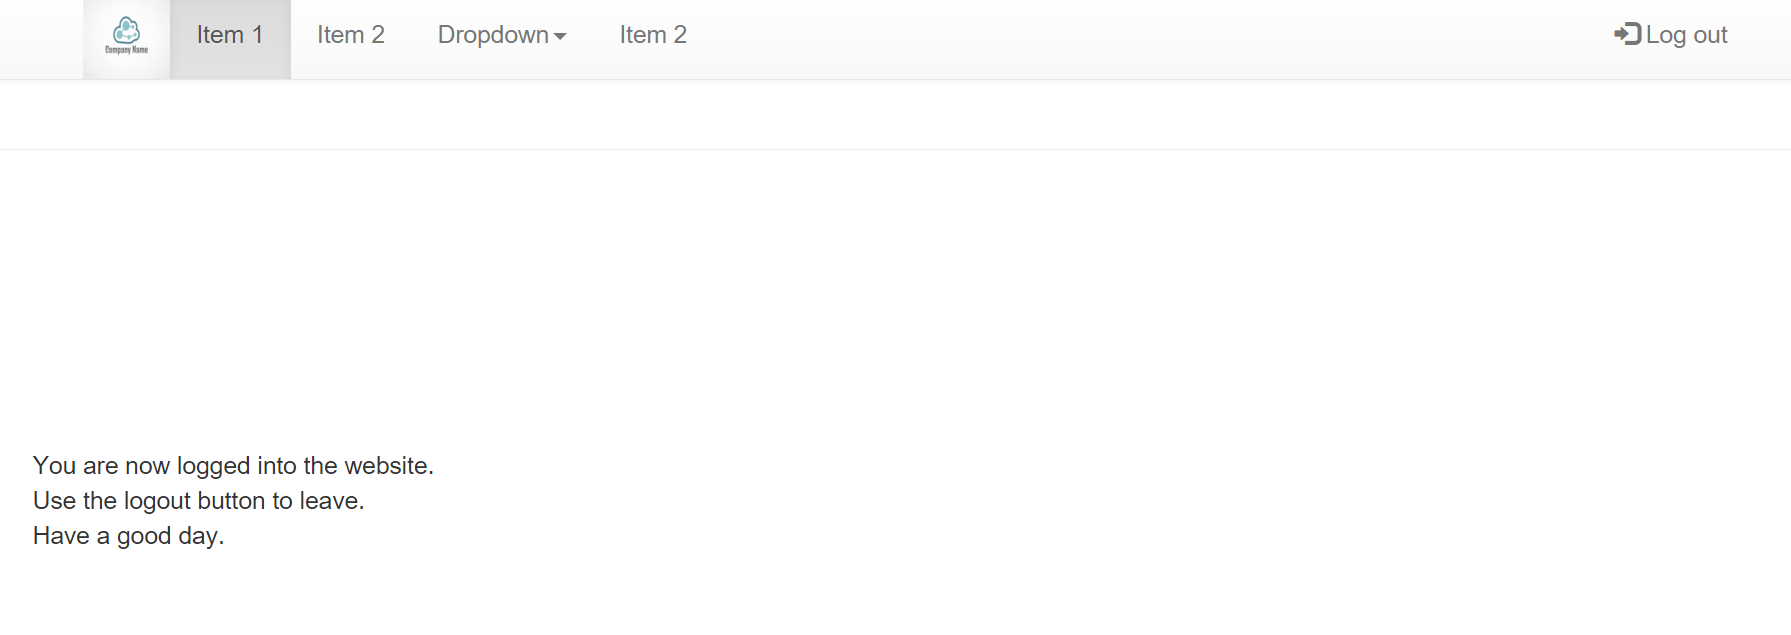 Company Name
Item 1
Item 2
Dropdown
Item 2
Log out
You are now logged into the website.
Use the logout button to leave.
Have a good day.